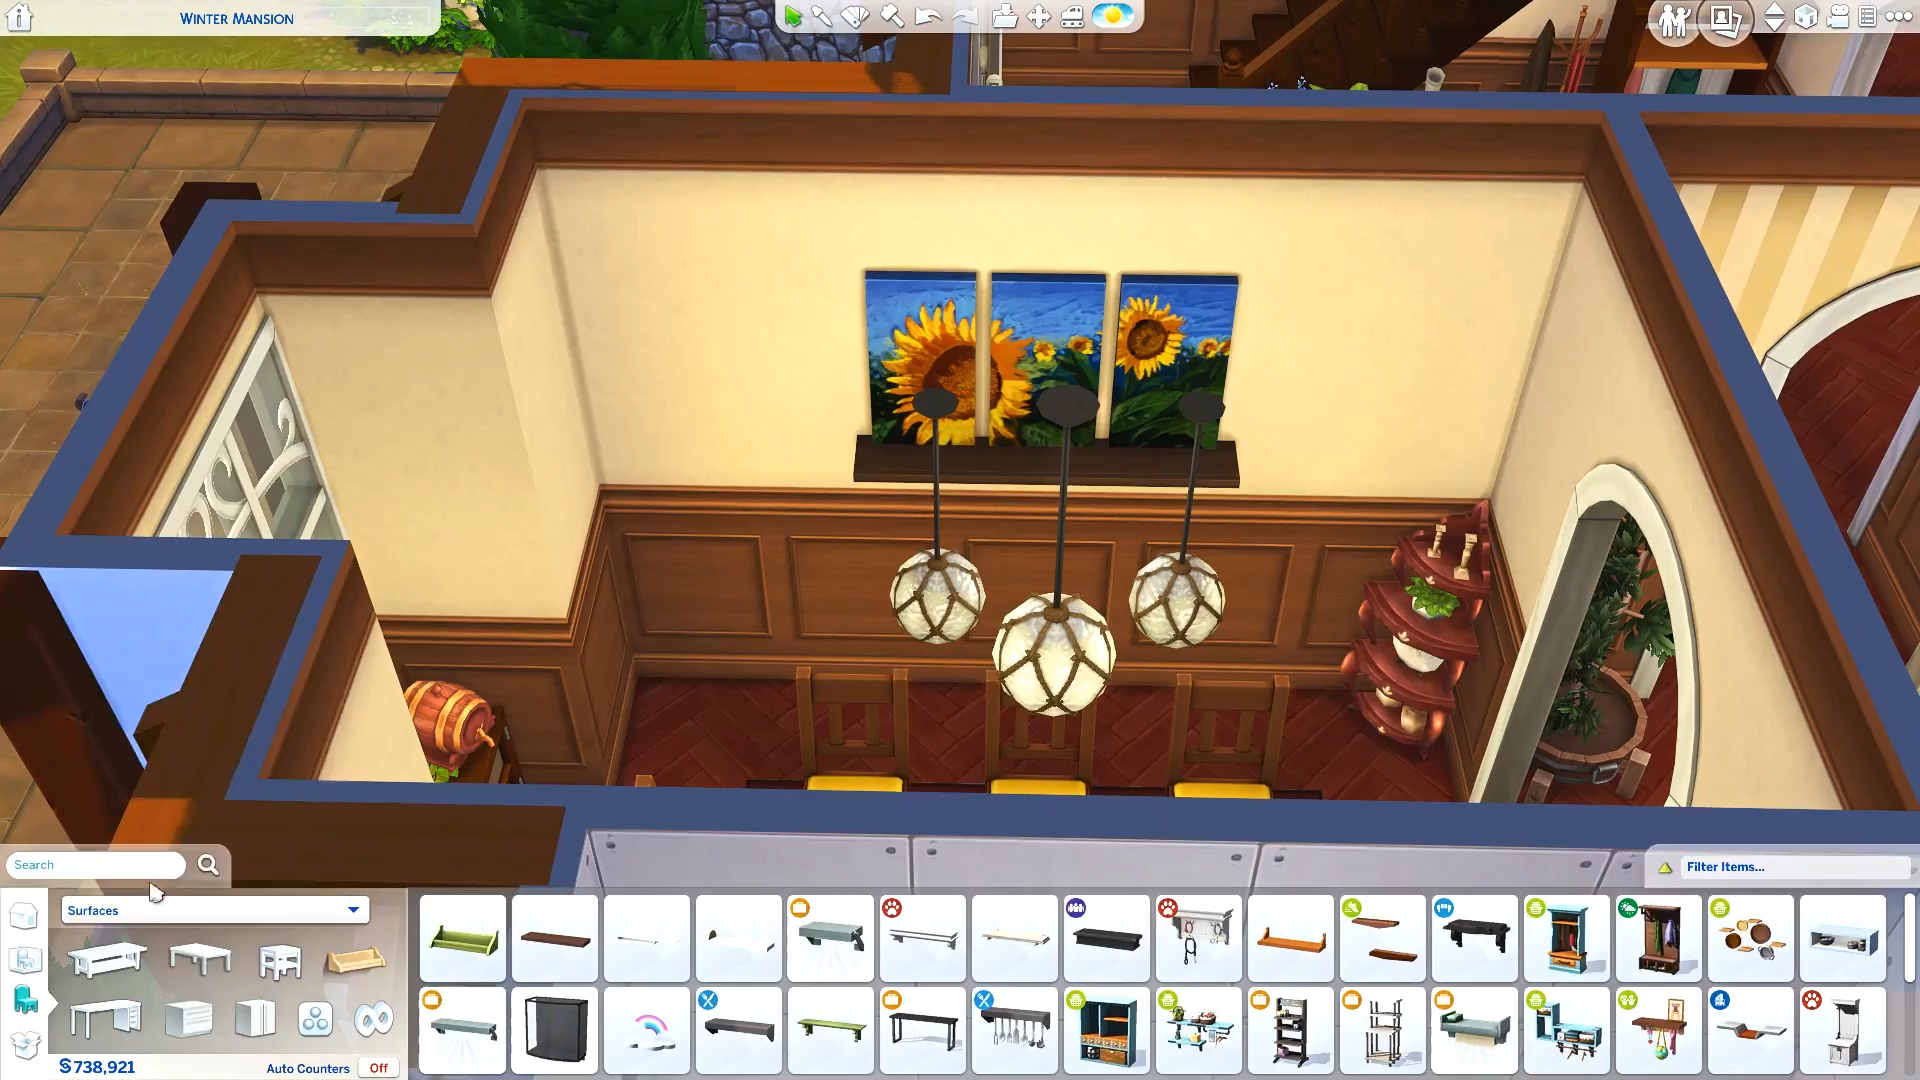 Winter Mansion
Search
Filter Items...
Surfaces
§738,921
Auto Counters
Off